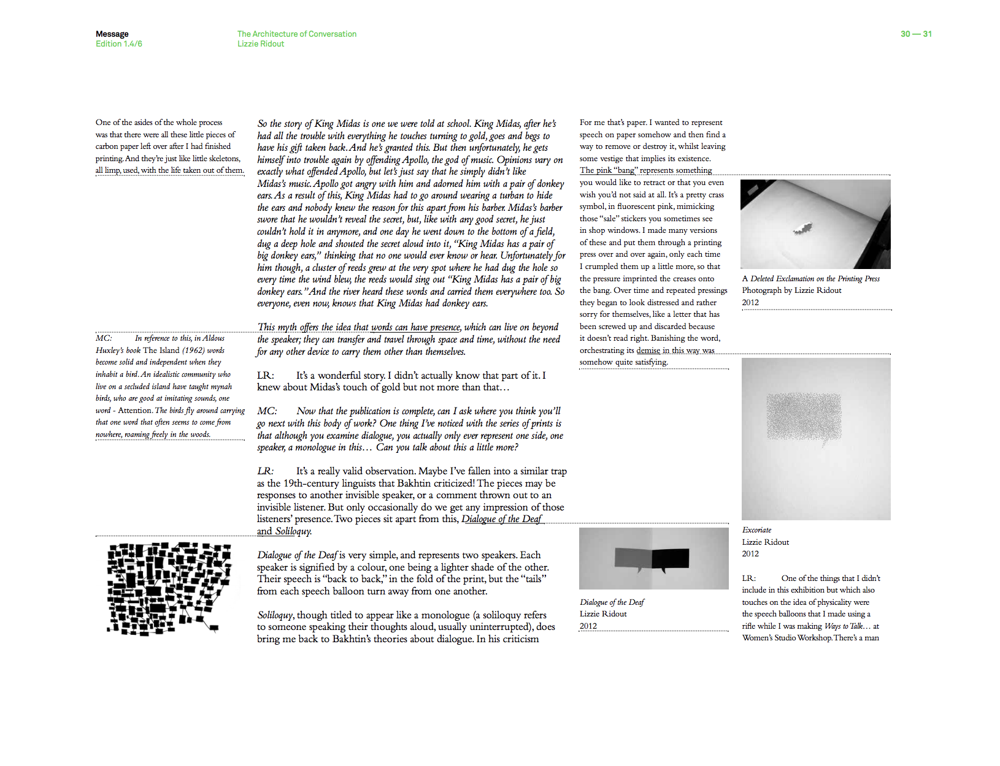 Message
Edition 1.4/6
The Architecture of Conversation
Lizzie Ridout
30 — 31
One of the asides of the whole process
was that there were all these little pieces of
carbon paper left over after I had finished
printing. And they're just like little skeletons,
all limp, used, with the life taken out of them.
MC: In reference to this, in Aldous
Huxley's book The Island (1962) words
become solid and independent when they
inhabit a bird. An idealistic community who
live on a secluded island have taught mynah
birds, who are good at imitating sounds, one
word - Attention. The birds fly around carrying
that one word that often seems to come from
nowhere, roaming freely in the woods.
So the story of King Midas is one we were told at school. King Midas, after he's
had all the trouble with everything he touches turning to gold, goes and begs to
have his gift taken back. And he's granted this. But then unfortunately, he gets
himself into trouble again by offending Apollo, the god of music. Opinions vary on
exactly what offended Apollo, but let's just say that he simply didn't like
Midas's music. Apollo got angry with him and adorned him with a pair of donkey
ears. As a result of this, King Midas had to go around wearing a turban to hide
the ears and nobody knew the reason for this apart from his barber. Midas's barber
swore that he wouldn't reveal the secret, but, like with any good secret, he just
couldn't hold it in anymore, and one day he went down to the bottom of a field,
dug a deep hole and shouted the secret aloud into it, "King Midas has a pair of
big donkey ears," thinking that no one would ever know or hear. Unfortunately for
him though, a cluster of reeds grew at the very spot where he had dug the hole so
every time the wind blew, the reeds would sing out "King Midas has a pair of big
donkey ears." And the river heard these words and carried them everywhere too. So
everyone, even now, knows that King Midas had donkey ears.
This myth offers the idea that words can have presence, which can live on beyond
the speaker; they can transfer and travel through space and time, without the need
for any other device to carry them other than themselves.
LR: It's a wonderful story. I didn't actually know that part of it. I
knew about Midas's touch of gold but not more than that…
MC: Now that the publication is complete, can I ask where you think you'll
go next with this body of work? One thing I've noticed with the series of prints is
that although you examine dialogue, you actually only ever represent one side, one
speaker, a monologue in this… Can you talk about this a little more?
LR: It's a really valid observation. Maybe I've fallen into a similar trap
as the 19th-century linguists that Bakhtin criticized! The pieces may be
responses to another invisible speaker, or a comment thrown out to an
invisible listener. But only occasionally do we get any impression of those
listeners' presence. Two pieces sit apart from this, Dialogue of the Deaf
and Soliloquy.
Dialogue of the Deaf is very simple, and represents two speakers. Each
speaker is signified by a colour, one being a lighter shade of the other.
Their speech is "back to back," in the fold of the print, but the "tails"
from each speech balloon turn away from one another.
Soliloquy, though titled to appear like a monologue (a soliloquy refers
to someone speaking their thoughts aloud, usually uninterrupted), does
bring me back to Bakhtin's theories about dialogue. In his criticism
For me that's paper. I wanted to represent
speech on paper somehow and then find a
way to remove or destroy it, whilst leaving
some vestige that implies its existence.
The pink "bang" represents something
you would like to retract or that you even
wish you'd not said at all. It's a pretty crass
symbol, in fluorescent pink, mimicking
those "sale" stickers you sometimes see
in shop windows. I made many versions
of these and put them through a printing
press over and over again, only each time
I crumpled them up a little more, so that
the pressure imprinted the creases onto
the bang. Over time and repeated pressings
they began to look distressed and rather
sorry for themselves, like a letter that has
been screwed up and discarded because
it doesn't read right. Banishing the word,
orchestrating its demise in this way was
somehow quite satisfying.
Dialogue of the Deaf
Lizzie Ridout
2012
A Deleted Exclamation on the Printing Press
Photograph by Lizzie Ridout
2012
Excoriate
Lizzie Ridout
2012
LR: One of the things that I didn't
include in this exhibition but which also
touches on the idea of physicality were
the speech balloons that I made using a
rifle while I was making Ways to Talk… at
Women's Studio Workshop. There's a man